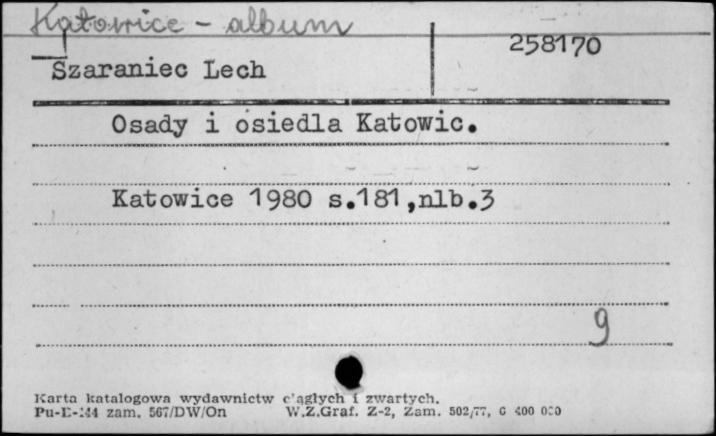 Katowice - album
258170
Szaraniec Lech
Osady i osiedla Katowic.
Katowice 1980 s.181,nlb.3
9
Karta katalogowa wydawnictw ciągłych i zwartych.
Pu-E-144 zam. 567/DW/On W.Z.Graf. Z-2, Zam. 502/77, G 400 000